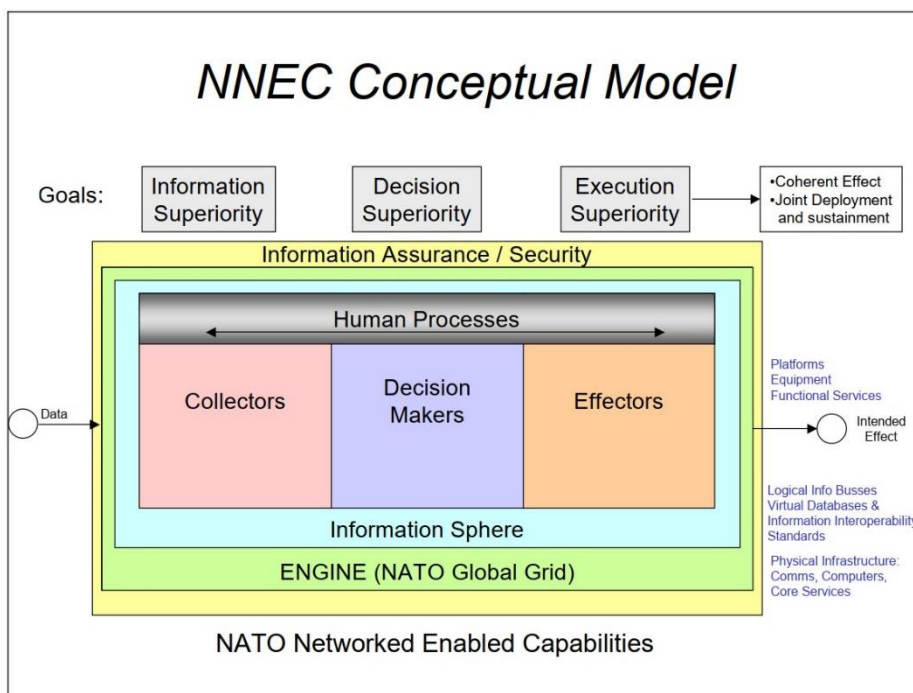 NNEC Conceptual Model
Goals:
Information
Superiority
Decision
Superiority
Execution
Superiority
•Coherent Effect
•Joint Deployment
and sustainment
Information Assurance / Security
Human Processes
Collectors
Decision
Makers
Effectors
Data
Platforms
Equipment
Functional Services
Intended
Effect
Logical Info Busses
Virtual Databases &
Information Interoperability
Standards
Information Sphere
Physical Infrastructure:
Comms, Computers,
Core Services
ENGINE (NATO Global Grid)
NATO Networked Enabled Capabilities